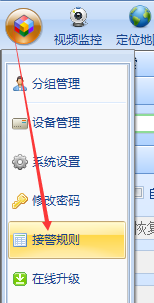 视频监控 定位地
分组管理
设备管理
系统设置
修改密码
自
接警规则
恢复
在线升级